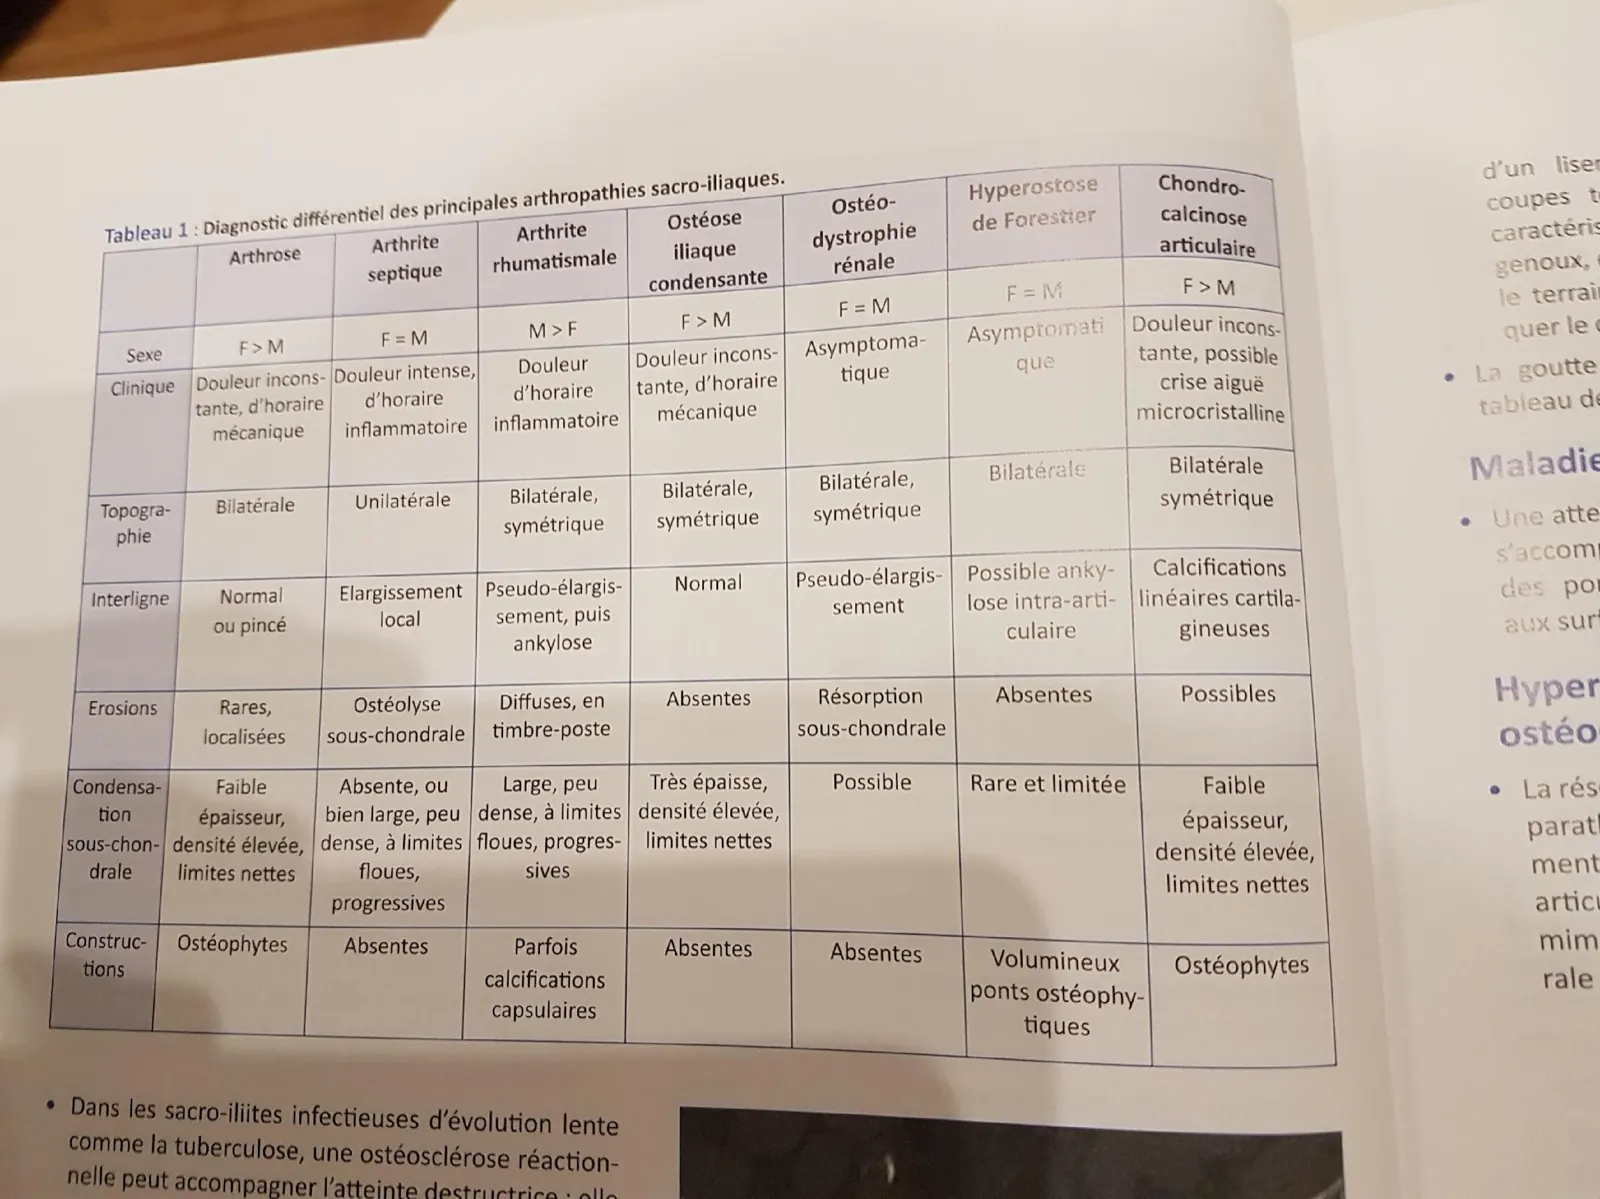 Tableau 1 : Diagnostic différentiel des principales arthropathies sacro-iliaques.
Arthrose
Arthrite
septique
Arthrite
rhumatismale
Ostéose
iliaque
condensante
Ostéo-
dystrophie
rénale
Hyperostose
de Forestier
Chondro-
calcinose
articulaire
Sexe
F > M
F = M
M > F
F > M
F = M
F = M
F > M
Clinique
Douleur incons-
tante, d'horaire
mécanique
Douleur intense,
d'horaire
inflammatoire
Douleur
d'horaire
inflammatoire
Douleur incons-
tante, d'horaire
mécanique
Asymptoma-
tique
Asymptomati
que
Douleur incons-
tante, possible
crise aiguë
microcristalline
Topogra-
phie
Bilatérale
Unilatérale
Bilatérale,
symétrique
Bilatérale,
symétrique
Bilatérale,
symétrique
Bilatérale
Bilatérale
symétrique
Interligne
Normal
ou pincé
Elargissement
local
Pseudo-élargis-
sement, puis
ankylose
Normal
Pseudo-élargis-
sement
Possible anky-
lose intra-arti-
culaire
Calcifications
linéaires cartila-
gineuses
Erosions
Rares,
localisées
Ostéolyse
sous-chondrale
Diffuses, en
timbre-poste
Absentes
Résorption
sous-chondrale
Absentes
Possibles
Condensa-
tion
sous-chon-
drale
Faible
épaisseur,
densité élevée,
limites nettes
Absente, ou
bien large, peu
dense, à limites
floues,
progressives
Large, peu
dense, à limites
floues, progres-
sives
Très épaisse,
densité élevée,
limites nettes
Possible
Rare et limitée
Faible
épaisseur,
densité élevée,
limites nettes
Construc-
tions
Ostéophytes
Absentes
Parfois
calcifications
capsulaires
Absentes
Absentes
Volumineux
ponts ostéophy-
tiques
Ostéophytes
• Dans les sacro-iliites infectieuses d'évolution lente
comme la tuberculose, une ostéosclérose réaction-
nelle peut accompagner l'atteinte destructrice : elle
d'un liser
coupes
caractéris
genoux,
le terrai
quer le
• La goutte
tableau de
Maladie
• Une atte
s'accom
des po
aux sur
Hyper
ostéo
• La rés
parat
ment
artic
mim
rale